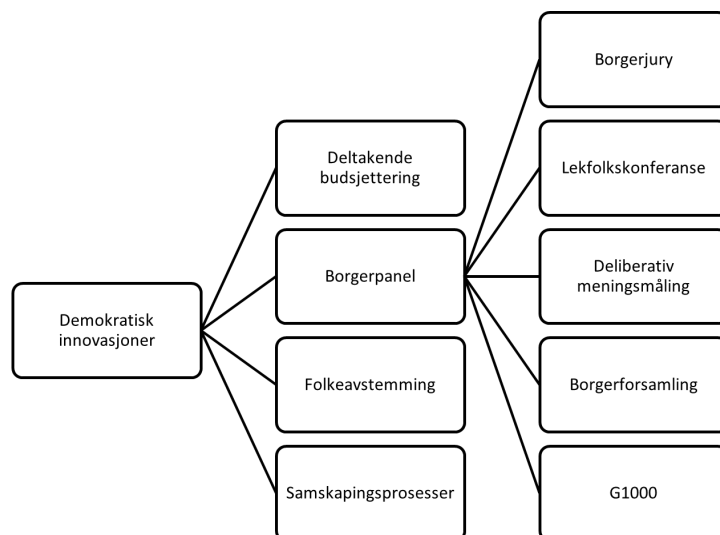 Demokratisk
innovasjoner
Deltakende
budsjettering
Borgerpanel
Folkeavstemming
Samskapingsprosesser
Borgerjury
Lekfolkskonferanse
Deliberativ
meningsmåling
Borgerforsamling
G1000